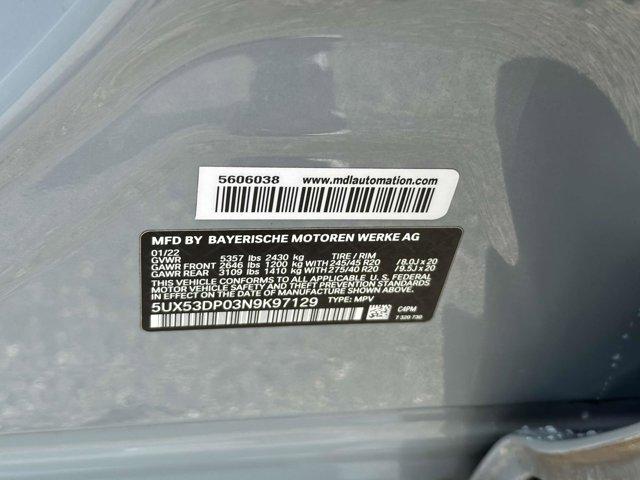 5606038 www.mdlautomation.com
MFD BY BAYERISCHE MOTOREN WERKE AG
01/22 TIRE / RIM
GVWR 5357 lbs 2430 kg
GAWR FRONT 2646 lbs 1200 kg WITH 245/45 R20 /8.0J x 20
GAWR REAR 3109 lbs 1410 kg WITH 275/40 R20 /9.5J x 20
THIS VEHICLE CONFORMS TO ALL APPLICABLE U. S. FEDERAL
MOTOR VEHICLE SAFETY AND THEFT PREVENTION STANDARDS
IN EFFECT ON THE DATE OF MANUFACTURE SHOWN ABOVE.
5UX53DP03N9K97129 TYPE: MPV
C4PM
7 320 730